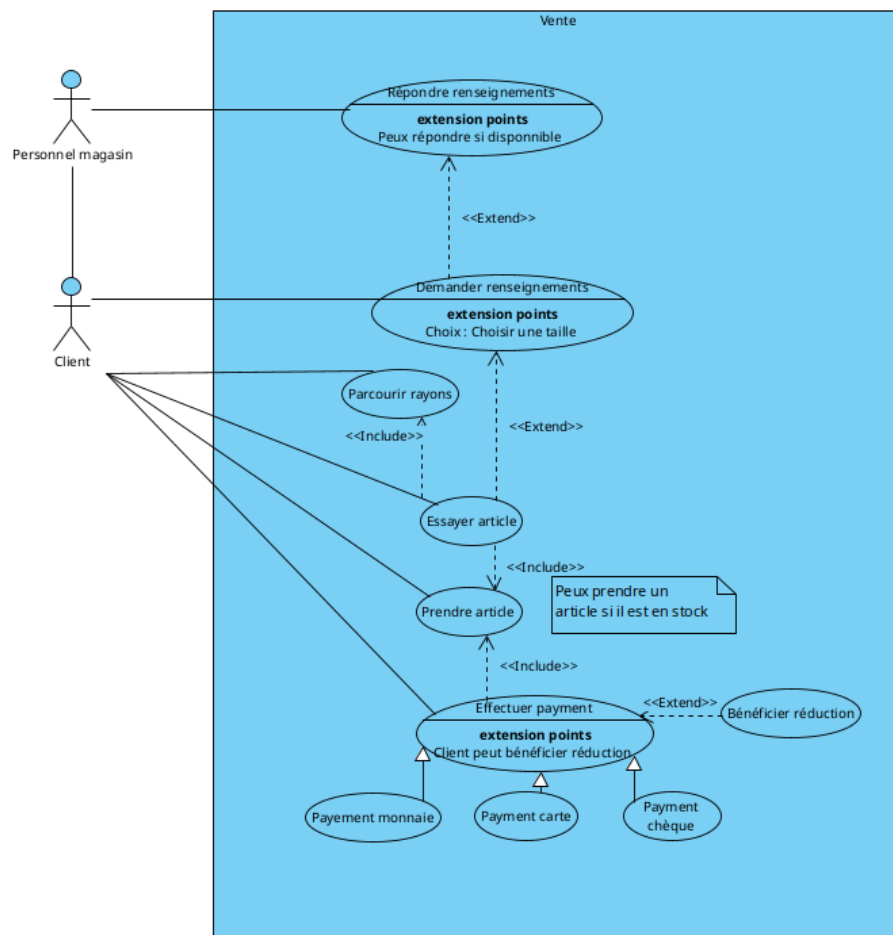 Vente
Répondre renseignements
extension points
Peux répondre si disponnible
Personnel magasin
<<Extend>>
Demander renseignements
extension points
Choix : Choisir une taille
Client
Parcourir rayons
<<Include>>
<<Extend>>
Essayer article
<<Include>>
Peux prendre un
article si il est en stock
Prendre article
<<Include>>
<<Extend>>
Effectuer payment
Bénéficier réduction
extension points
Client peut bénéficier réduction
Payement monnaie
Payment carte
Payment
chèque